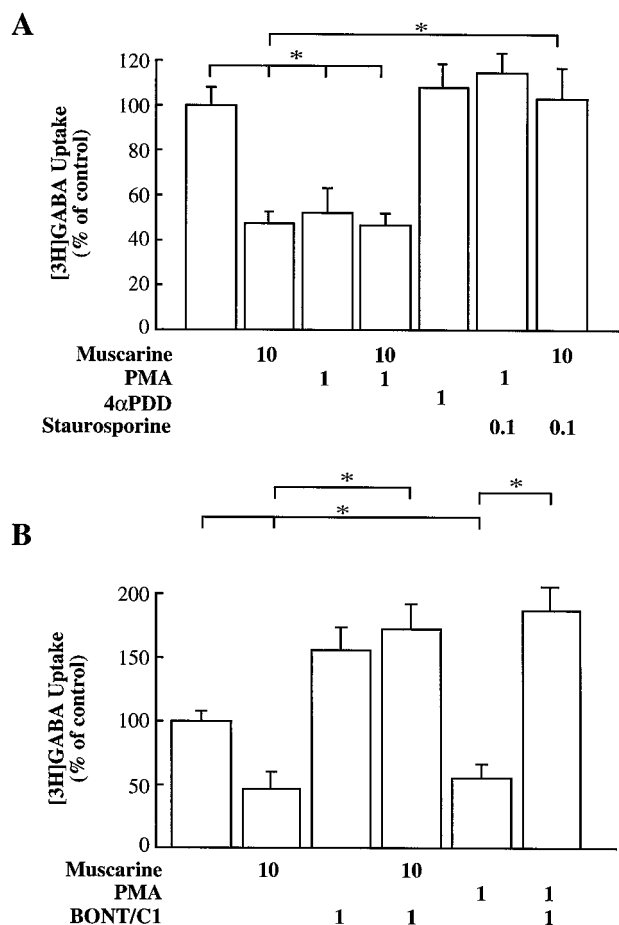 A
*
*
120
100
80
60
40
20
0
[3H]GABA Uptake
(% of control)
Muscarine 10 10 10
PMA 1 1 1
4αPDD 1
Staurosporine 0.1 0.1
*
*
*
B
200
150
100
50
0
[3H]GABA Uptake
(% of control)
Muscarine 10 10
PMA 1 1
BONT/C1 1 1 1